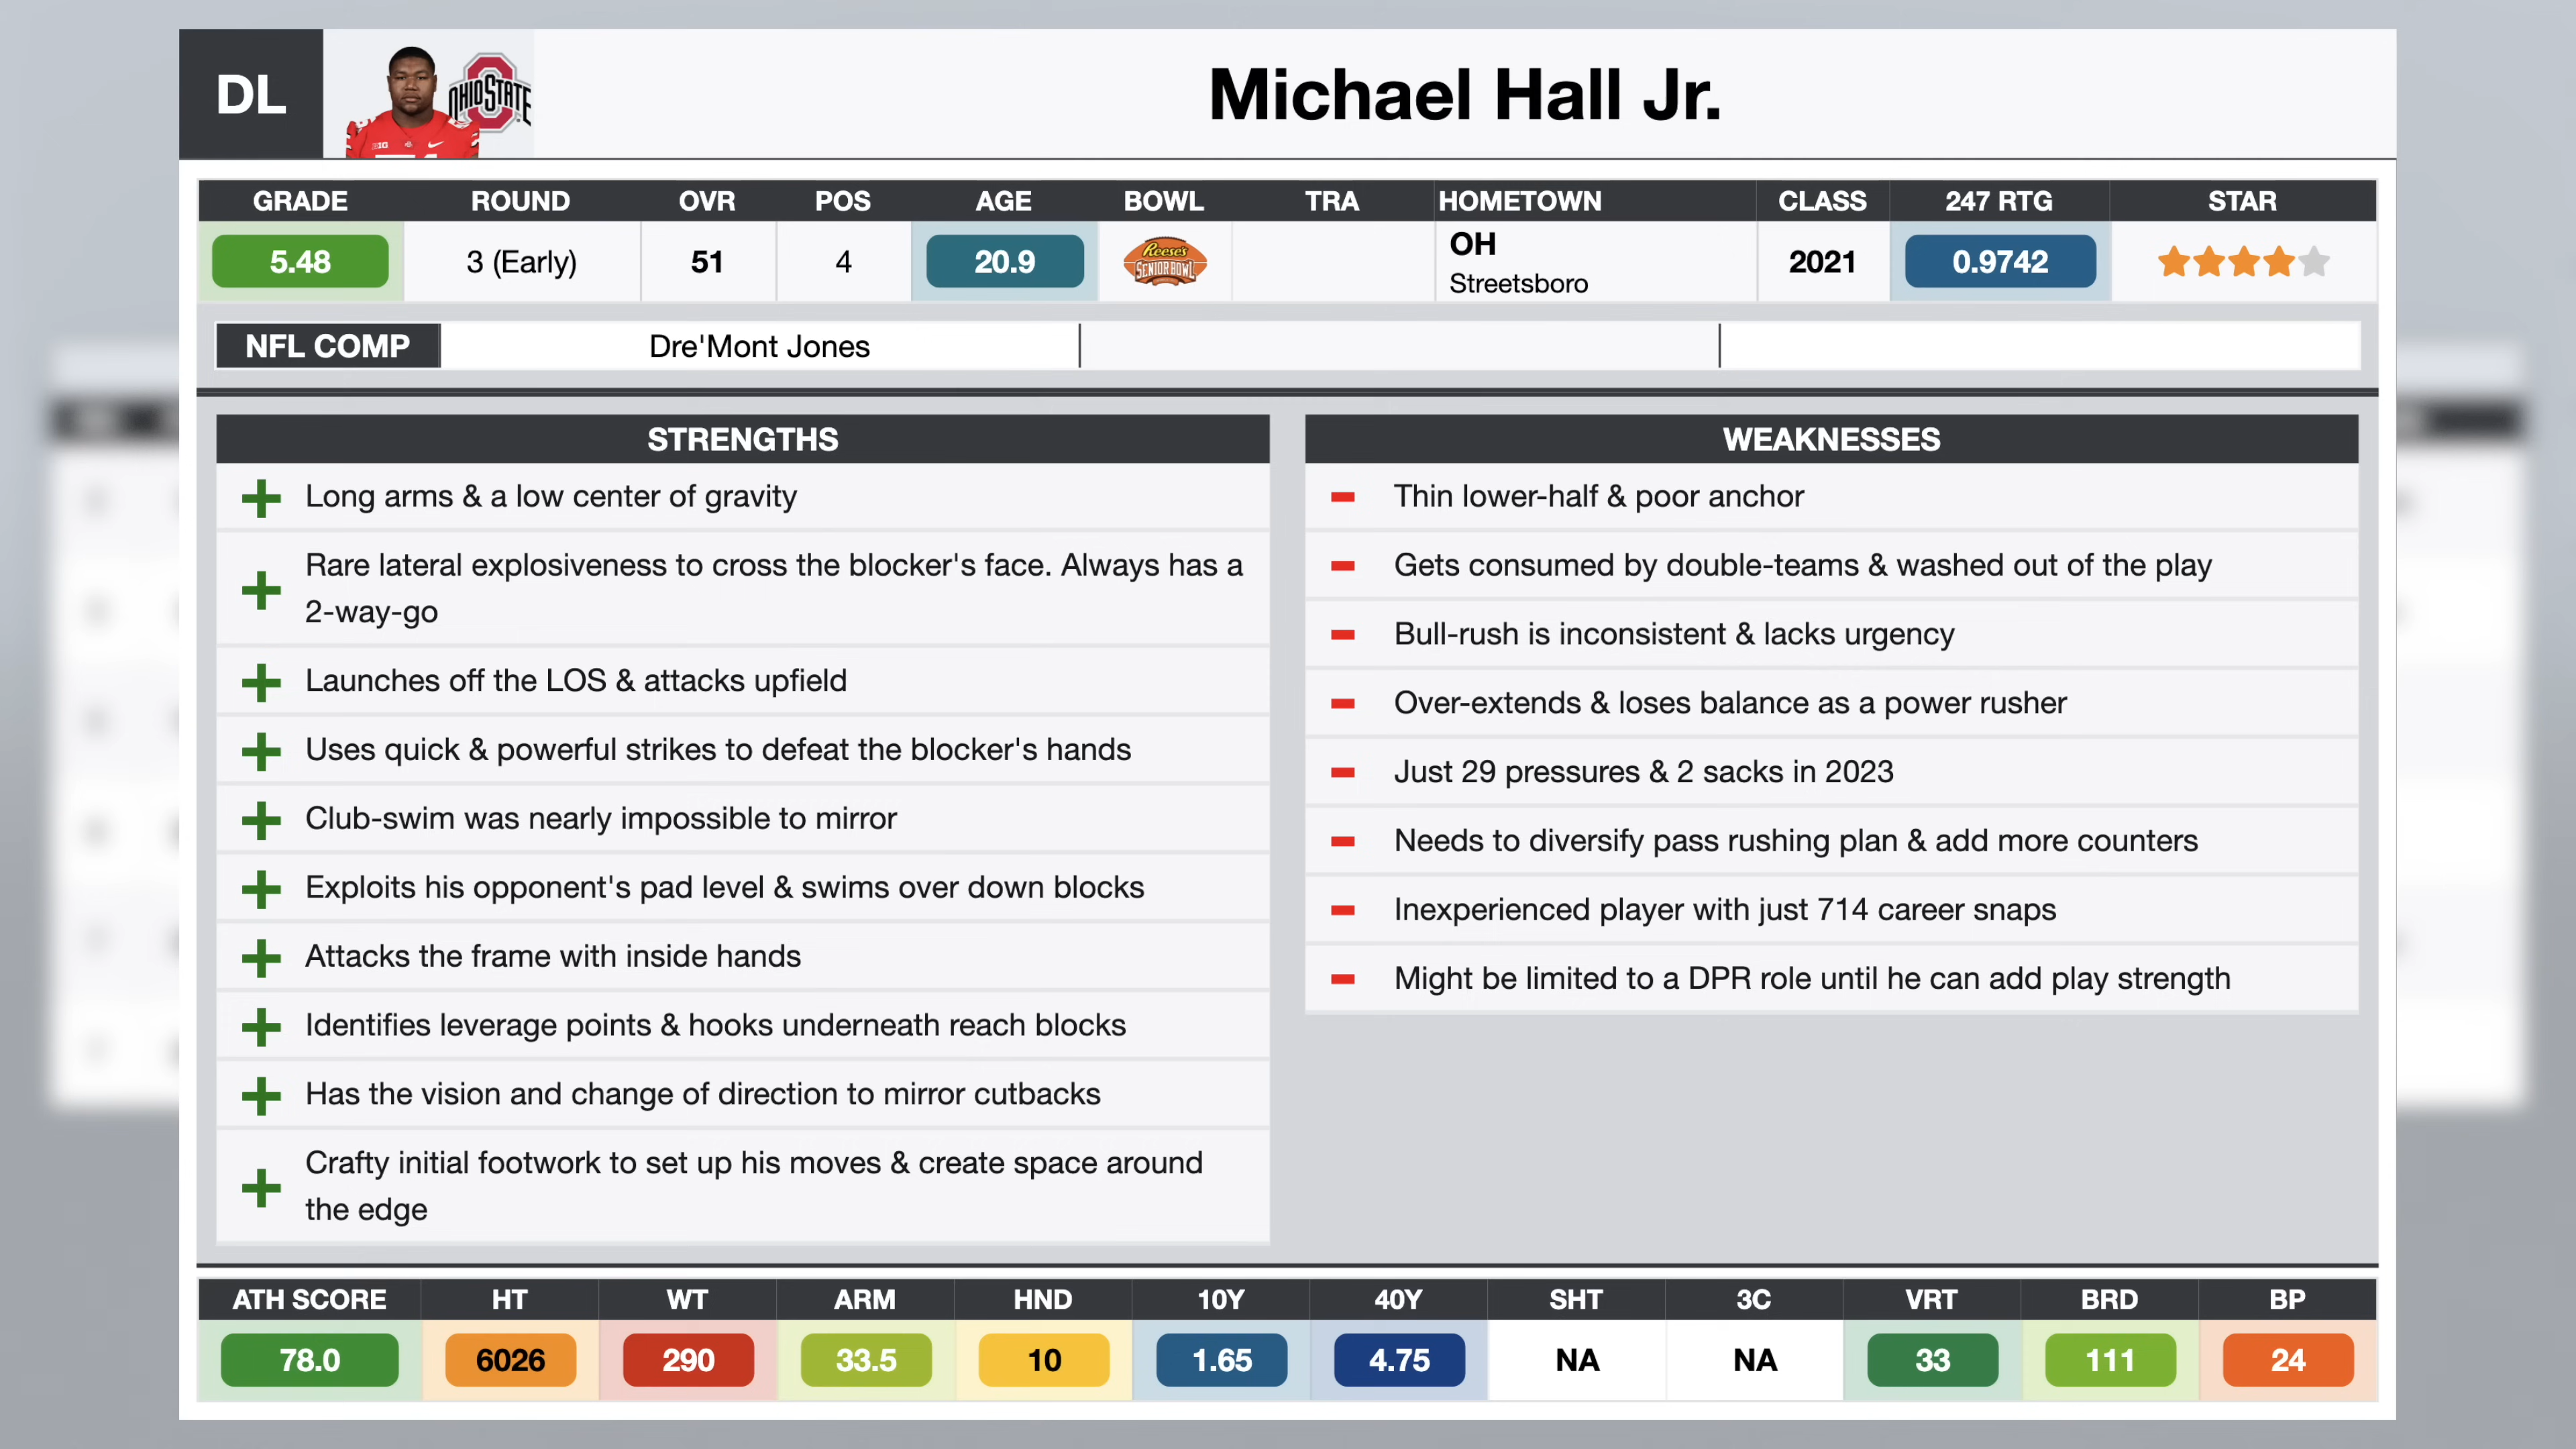 DL
OHIO STATE
Michael Hall Jr.
GRADE ROUND OVR POS AGE BOWL TRA HOMETOWN CLASS 247 RTG STAR
5.48 3 (Early) 51 4 20.9 Reese's SENIOR BOWL OH Streetsboro 2021 0.9742
NFL COMP Dre'Mont Jones
STRENGTHS
Long arms & a low center of gravity
Rare lateral explosiveness to cross the blocker's face. Always has a
2-way-go
Launches off the LOS & attacks upfield
Uses quick & powerful strikes to defeat the blocker's hands
Club-swim was nearly impossible to mirror
Exploits his opponent's pad level & swims over down blocks
Attacks the frame with inside hands
Identifies leverage points & hooks underneath reach blocks
Has the vision and change of direction to mirror cutbacks
Crafty initial footwork to set up his moves & create space around
the edge
WEAKNESSES
Thin lower-half & poor anchor
Gets consumed by double-teams & washed out of the play
Bull-rush is inconsistent & lacks urgency
Over-extends & loses balance as a power rusher
Just 29 pressures & 2 sacks in 2023
Needs to diversify pass rushing plan & add more counters
Inexperienced player with just 714 career snaps
Might be limited to a DPR role until he can add play strength
ATH SCORE HT WT ARM HND 10Y 40Y SHT 3C VRT BRD BP
78.0 6026 290 33.5 10 1.65 4.75 NA NA 33 111 24